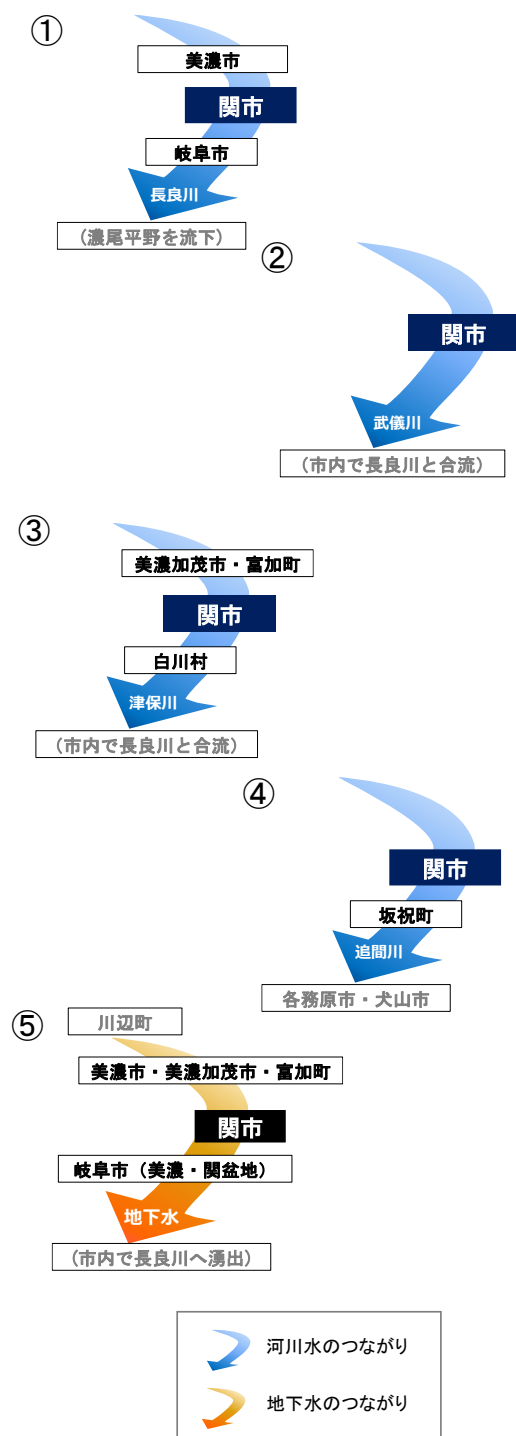 ①
美濃市
関市
岐阜市
長良川
(濃尾平野を流下)
②
関市
武儀川
(市内で長良川と合流)
③
美濃加茂市・富加町
関市
白川村
津保川
(市内で長良川と合流)
④
関市
坂祝町
迫間川
各務原市・犬山市
⑤
川辺町
美濃市・美濃加茂市・富加町
関市
岐阜市（美濃・関盆地）
地下水
(市内で長良川へ湧出)
河川水のつながり
地下水のつながり